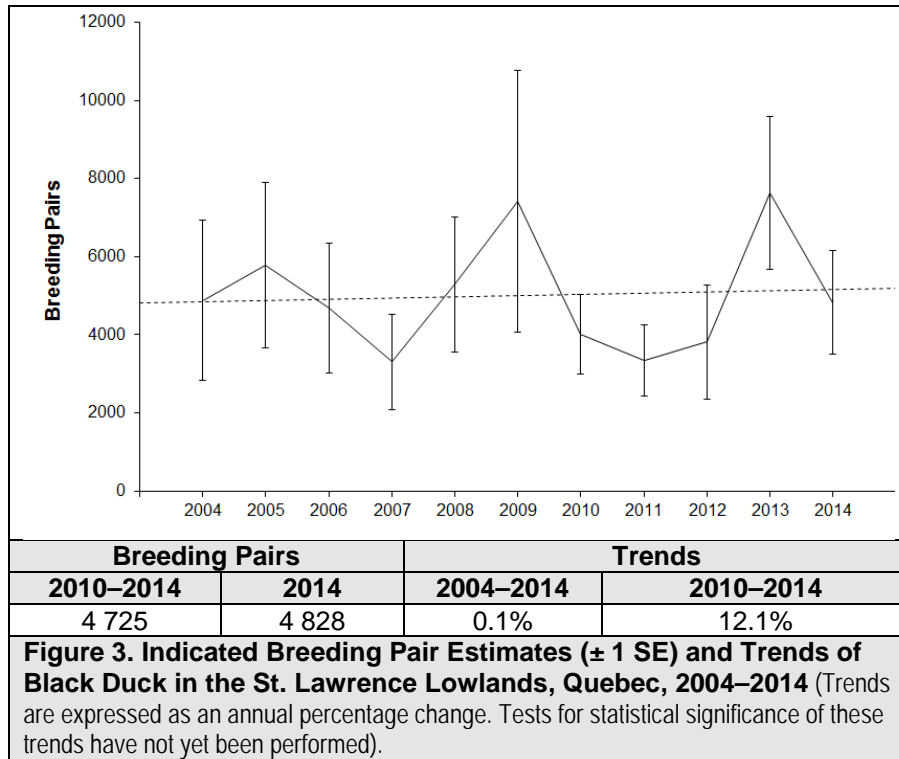 12000
10000
8000
6000
4000
2000
0
Breeding Pairs
2004 2005 2006 2007 2008 2009 2010 2011 2012 2013 2014
Breeding Pairs Trends
2010–2014 2014 2004–2014 2010–2014
4 725 4 828 0.1% 12.1%
Figure 3. Indicated Breeding Pair Estimates (± 1 SE) and Trends of
Black Duck in the St. Lawrence Lowlands, Quebec, 2004–2014 (Trends
are expressed as an annual percentage change. Tests for statistical significance of these
trends have not yet been performed).